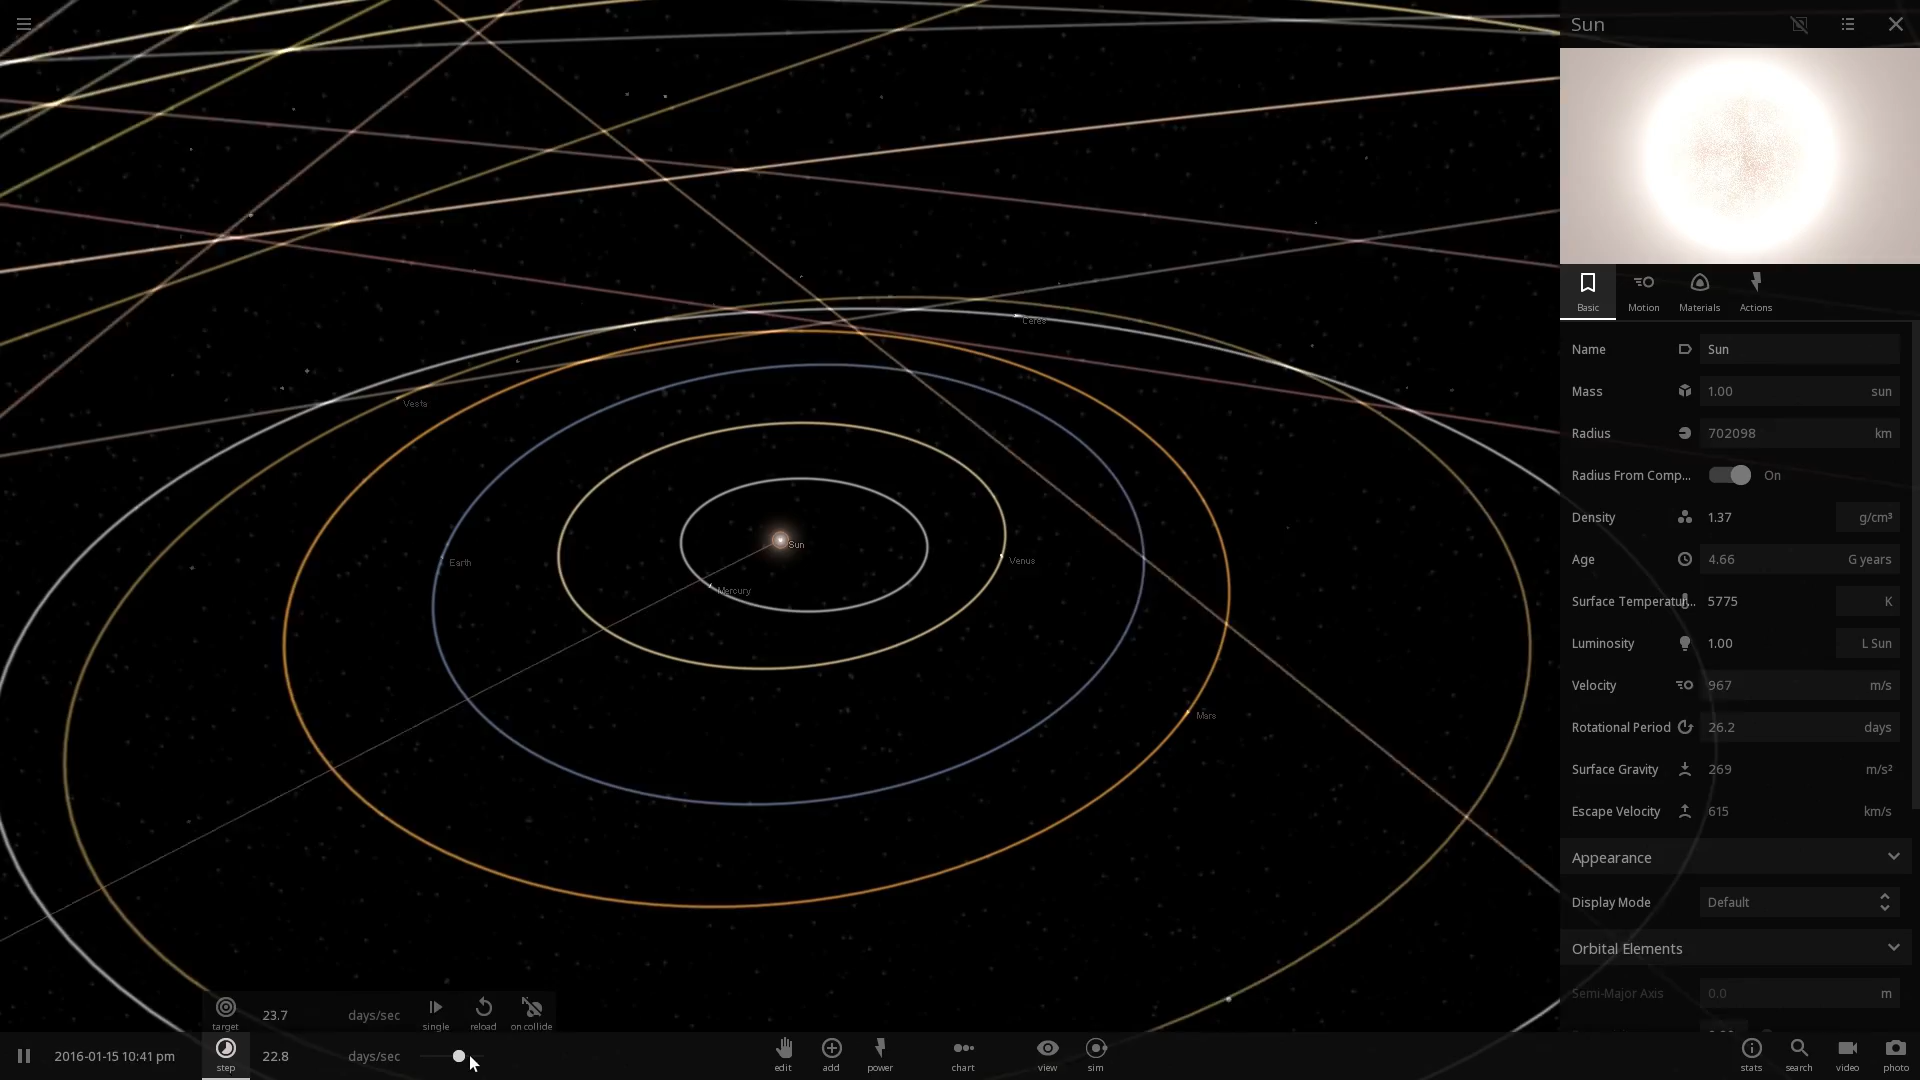 Sun
Basic
Motion
Materials
Actions
Name Sun
Mass 1.00 sun
Radius 702098 km
Radius From Comp... On
Density 1.37 g/cm³
Age 4.66 G years
Surface Temperatur... 5775 K
Luminosity 1.00 L Sun
Velocity 967 m/s
Rotational Period 26.2 days
Surface Gravity 269 m/s²
Escape Velocity 615 km/s
Appearance
Display Mode Default
Orbital Elements
Semi-Major Axis 0.0 m
Ceres
Vesta
Sun
Earth
Venus
Mercury
Mars
target 23.7 days/sec single reload on collide
2016-01-15 10:41 pm step 22.8 days/sec
edit add power chart view sim
stats search video photo